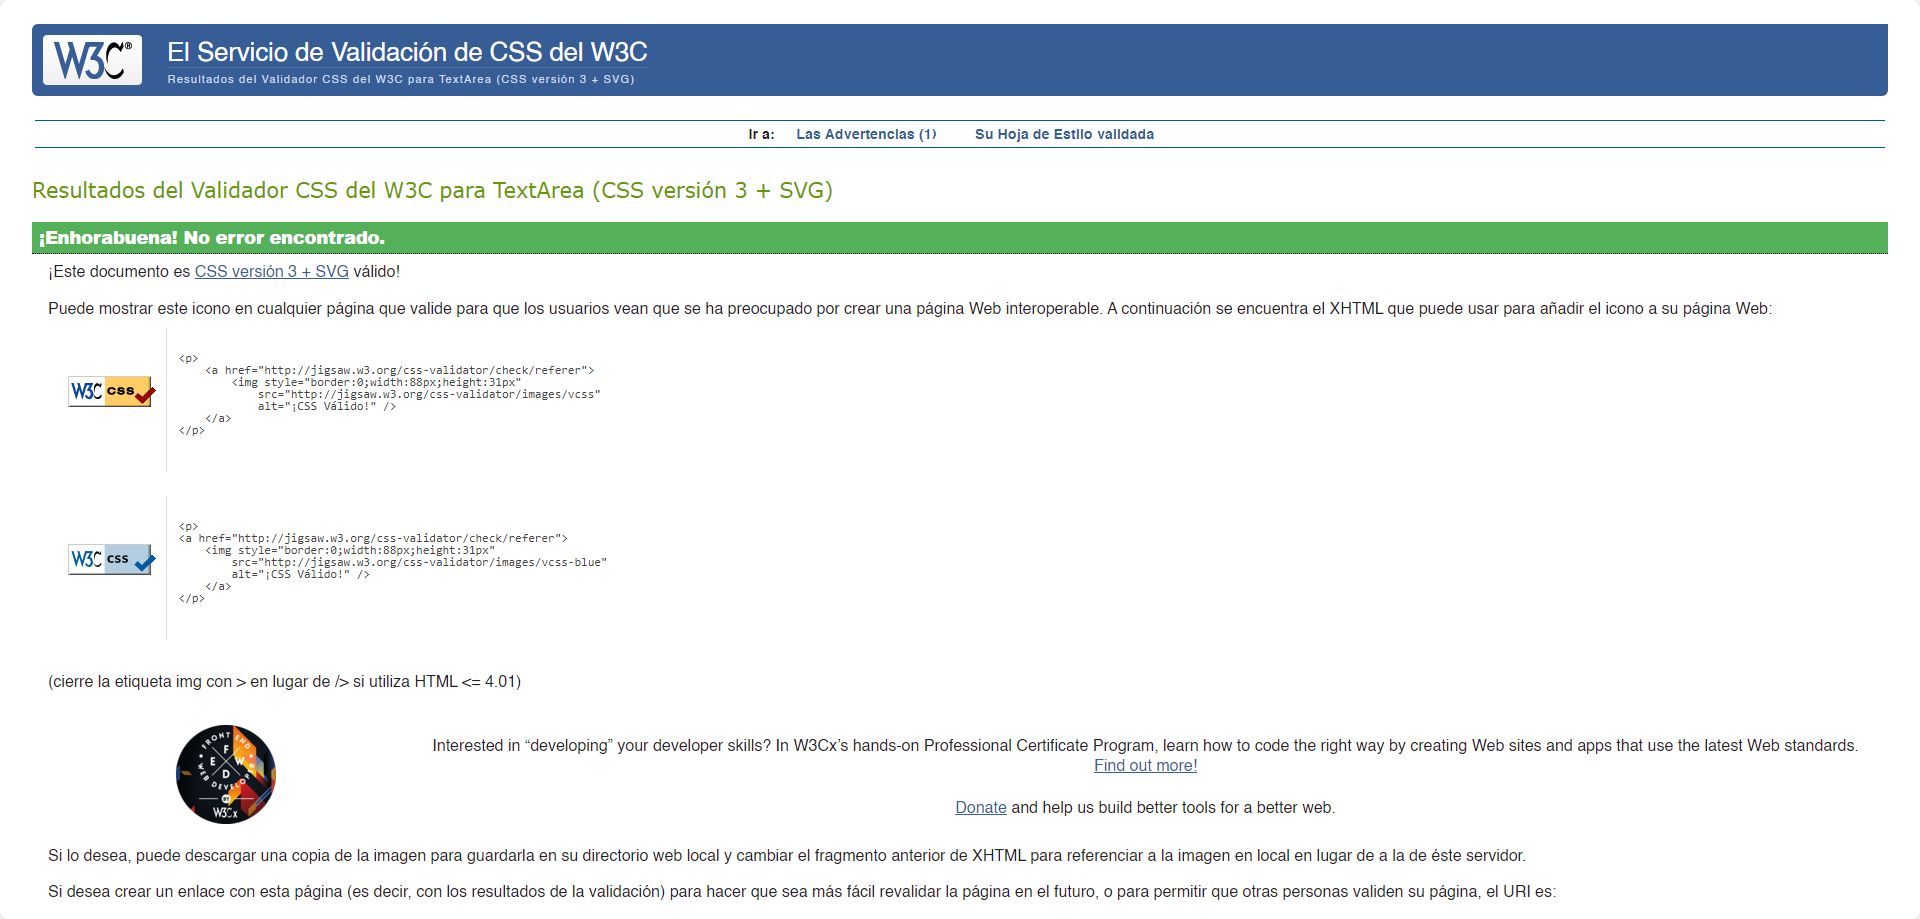 W3C®
El Servicio de Validación de CSS del W3C
Resultados del Validador CSS del W3C para TextArea (CSS versión 3 + SVG)
Ir a: Las Advertencias (1) Su Hoja de Estilo validada
Resultados del Validador CSS del W3C para TextArea (CSS versión 3 + SVG)
¡Enhorabuena! No error encontrado.
¡Este documento es CSS versión 3 + SVG válido!
Puede mostrar este icono en cualquier página que valide para que los usuarios vean que se ha preocupado por crear una página Web interoperable. A continuación se encuentra el XHTML que puede usar para añadir el icono a su página Web:
W3C css
<p>
<a href="http://jigsaw.w3.org/css-validator/check/referer">
<img style="border:0;width:88px;height:31px"
src="http://jigsaw.w3.org/css-validator/images/vcss"
alt="¡CSS Válido!" />
</a>
</p>
W3C css
<p>
<a href="http://jigsaw.w3.org/css-validator/check/referer">
<img style="border:0;width:88px;height:31px"
src="http://jigsaw.w3.org/css-validator/images/vcss-blue"
alt="¡CSS Válido!" />
</a>
</p>
(cierre la etiqueta img con > en lugar de /> si utiliza HTML <= 4.01)
FRONT END
F E W D
WEB DEVELOPER
BY
W3Cx
Interested in “developing” your developer skills? In W3Cx’s hands-on Professional Certificate Program, learn how to code the right way by creating Web sites and apps that use the latest Web standards.
Find out more!
Donate and help us build better tools for a better web.
Si lo desea, puede descargar una copia de la imagen para guardarla en su directorio web local y cambiar el fragmento anterior de XHTML para referenciar a la imagen en local en lugar de a la de éste servidor.
Si desea crear un enlace con esta página (es decir, con los resultados de la validación) para hacer que sea más fácil revalidar la página en el futuro, o para permitir que otras personas validen su página, el URI es: